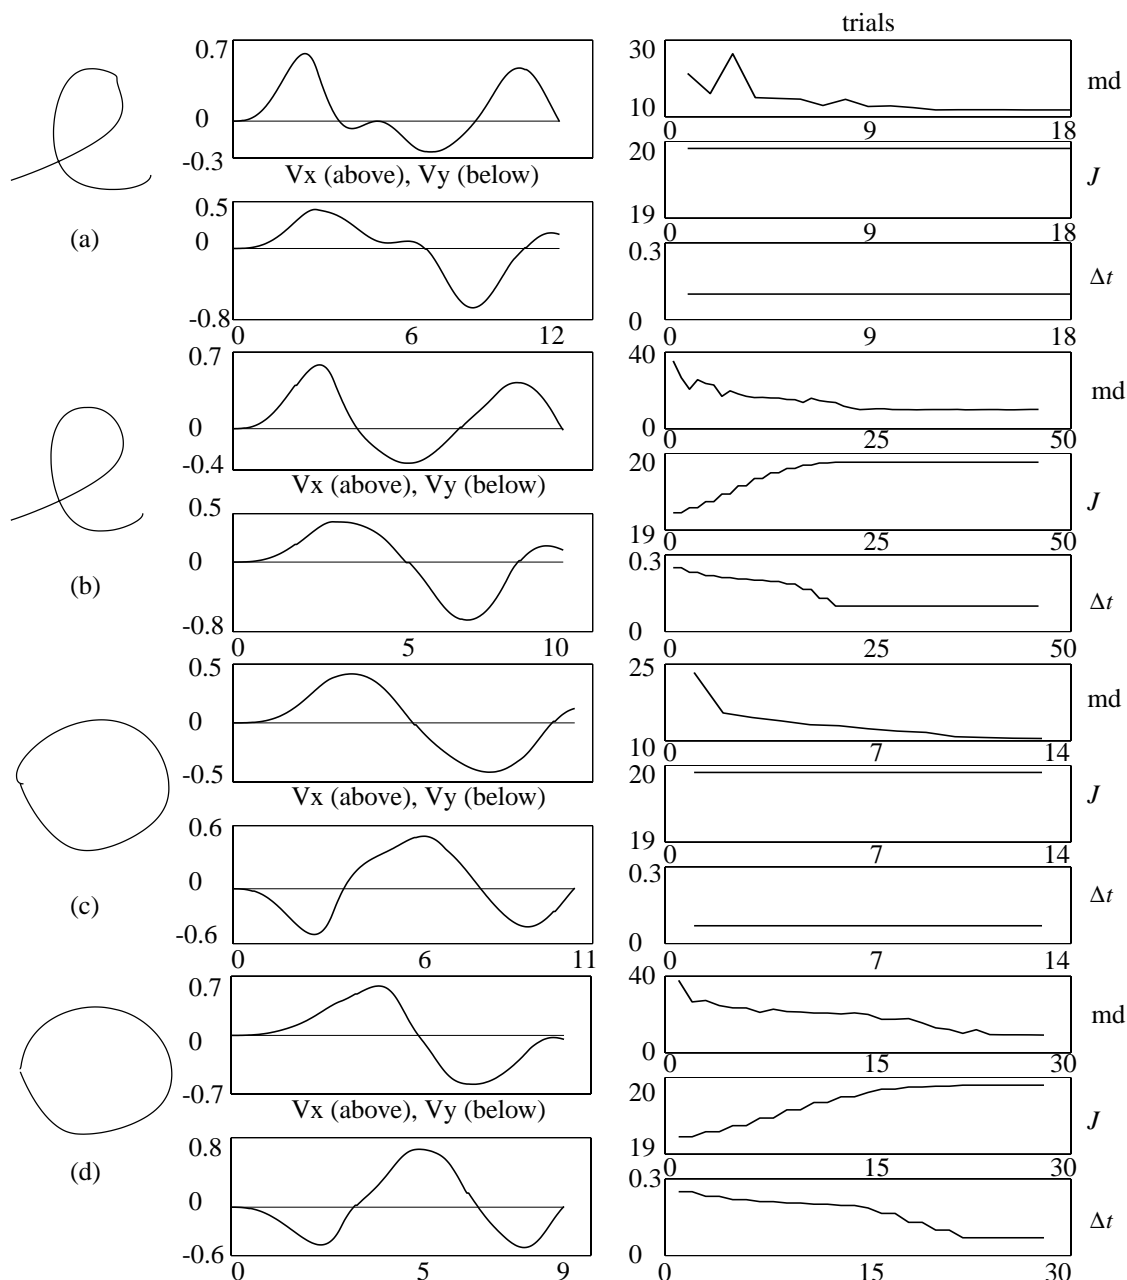 trials
0.7
0
-0.3
30
10
md
0 9 18
Vx (above), Vy (below)
20
19
J
0 9 18
(a)
0.5
0
-0.8
0 6 12
0.3
0
Δt
0 9 18
0.7
0
-0.4
40
0
md
0 25 50
Vx (above), Vy (below)
20
19
J
0 25 50
(b)
0.5
0
-0.8
0 5 10
0.3
0
Δt
0 25 50
0.5
0
-0.5
25
10
md
0 7 14
Vx (above), Vy (below)
20
19
J
0 7 14
(c)
0.6
0
-0.6
0 6 11
0.3
0
Δt
0 7 14
0.7
0
-0.7
40
0
md
0 15 30
Vx (above), Vy (below)
20
19
J
0 15 30
(d)
0.8
0
-0.6
0 5 9
0.3
0
Δt
0 15 30